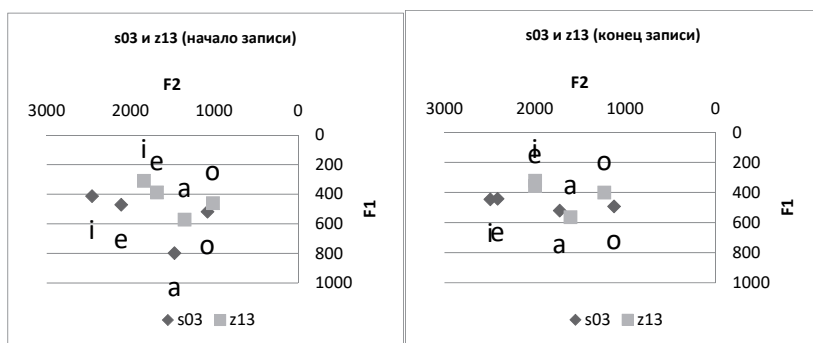 s03 и z13 (начало записи)
F2
3000 2000 1000 0
0
200
400
600
800
1000
F1
i
e
a
o
i
e
o
a
s03 z13
s03 и z13 (конец записи)
F2
3000 2000 1000 0
0
200
400
600
800
1000
F1
i
e
o
a
i
e
a
o
s03 z13